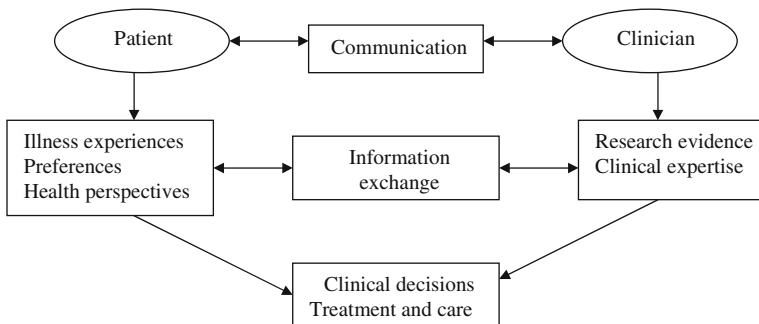 Patient
Communication
Clinician
Illness experiences
Preferences
Health perspectives
Information
exchange
Research evidence
Clinical expertise
Clinical decisions
Treatment and care